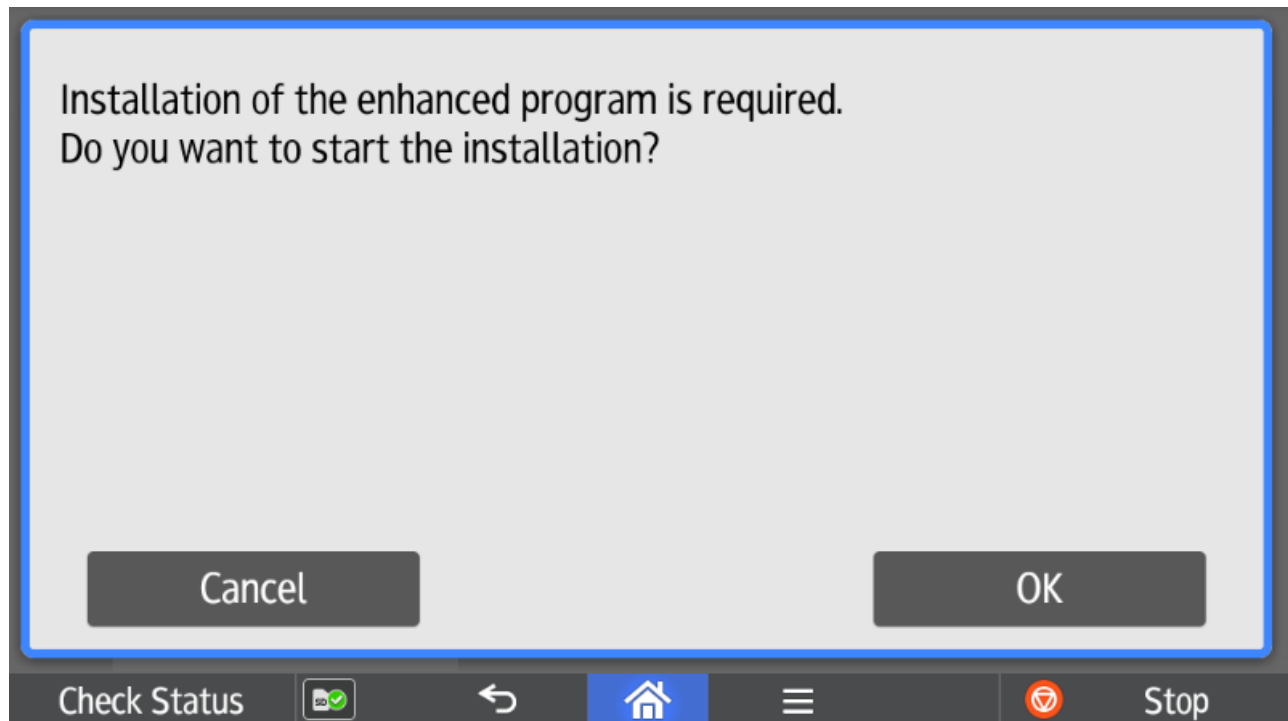 Installation of the enhanced program is required.
Do you want to start the installation?
Cancel
OK
Check Status
SD
Stop